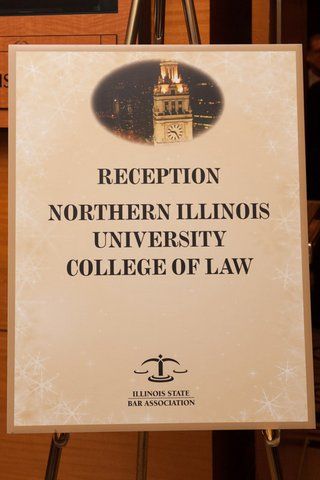 RECEPTION
NORTHERN ILLINOIS
UNIVERSITY
COLLEGE OF LAW
ILLINOIS STATE
BAR ASSOCIATION